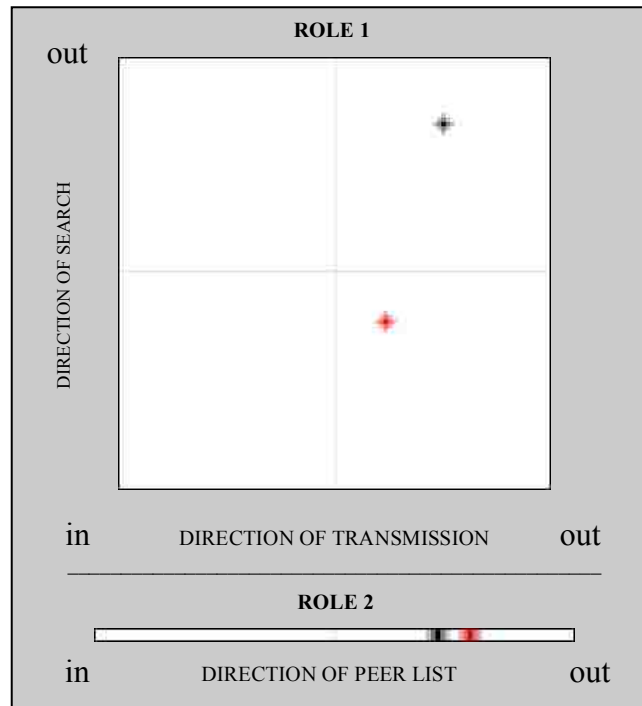 ROLE 1
out
DIRECTION OF SEARCH
in DIRECTION OF TRANSMISSION out
ROLE 2
in DIRECTION OF PEER LIST out